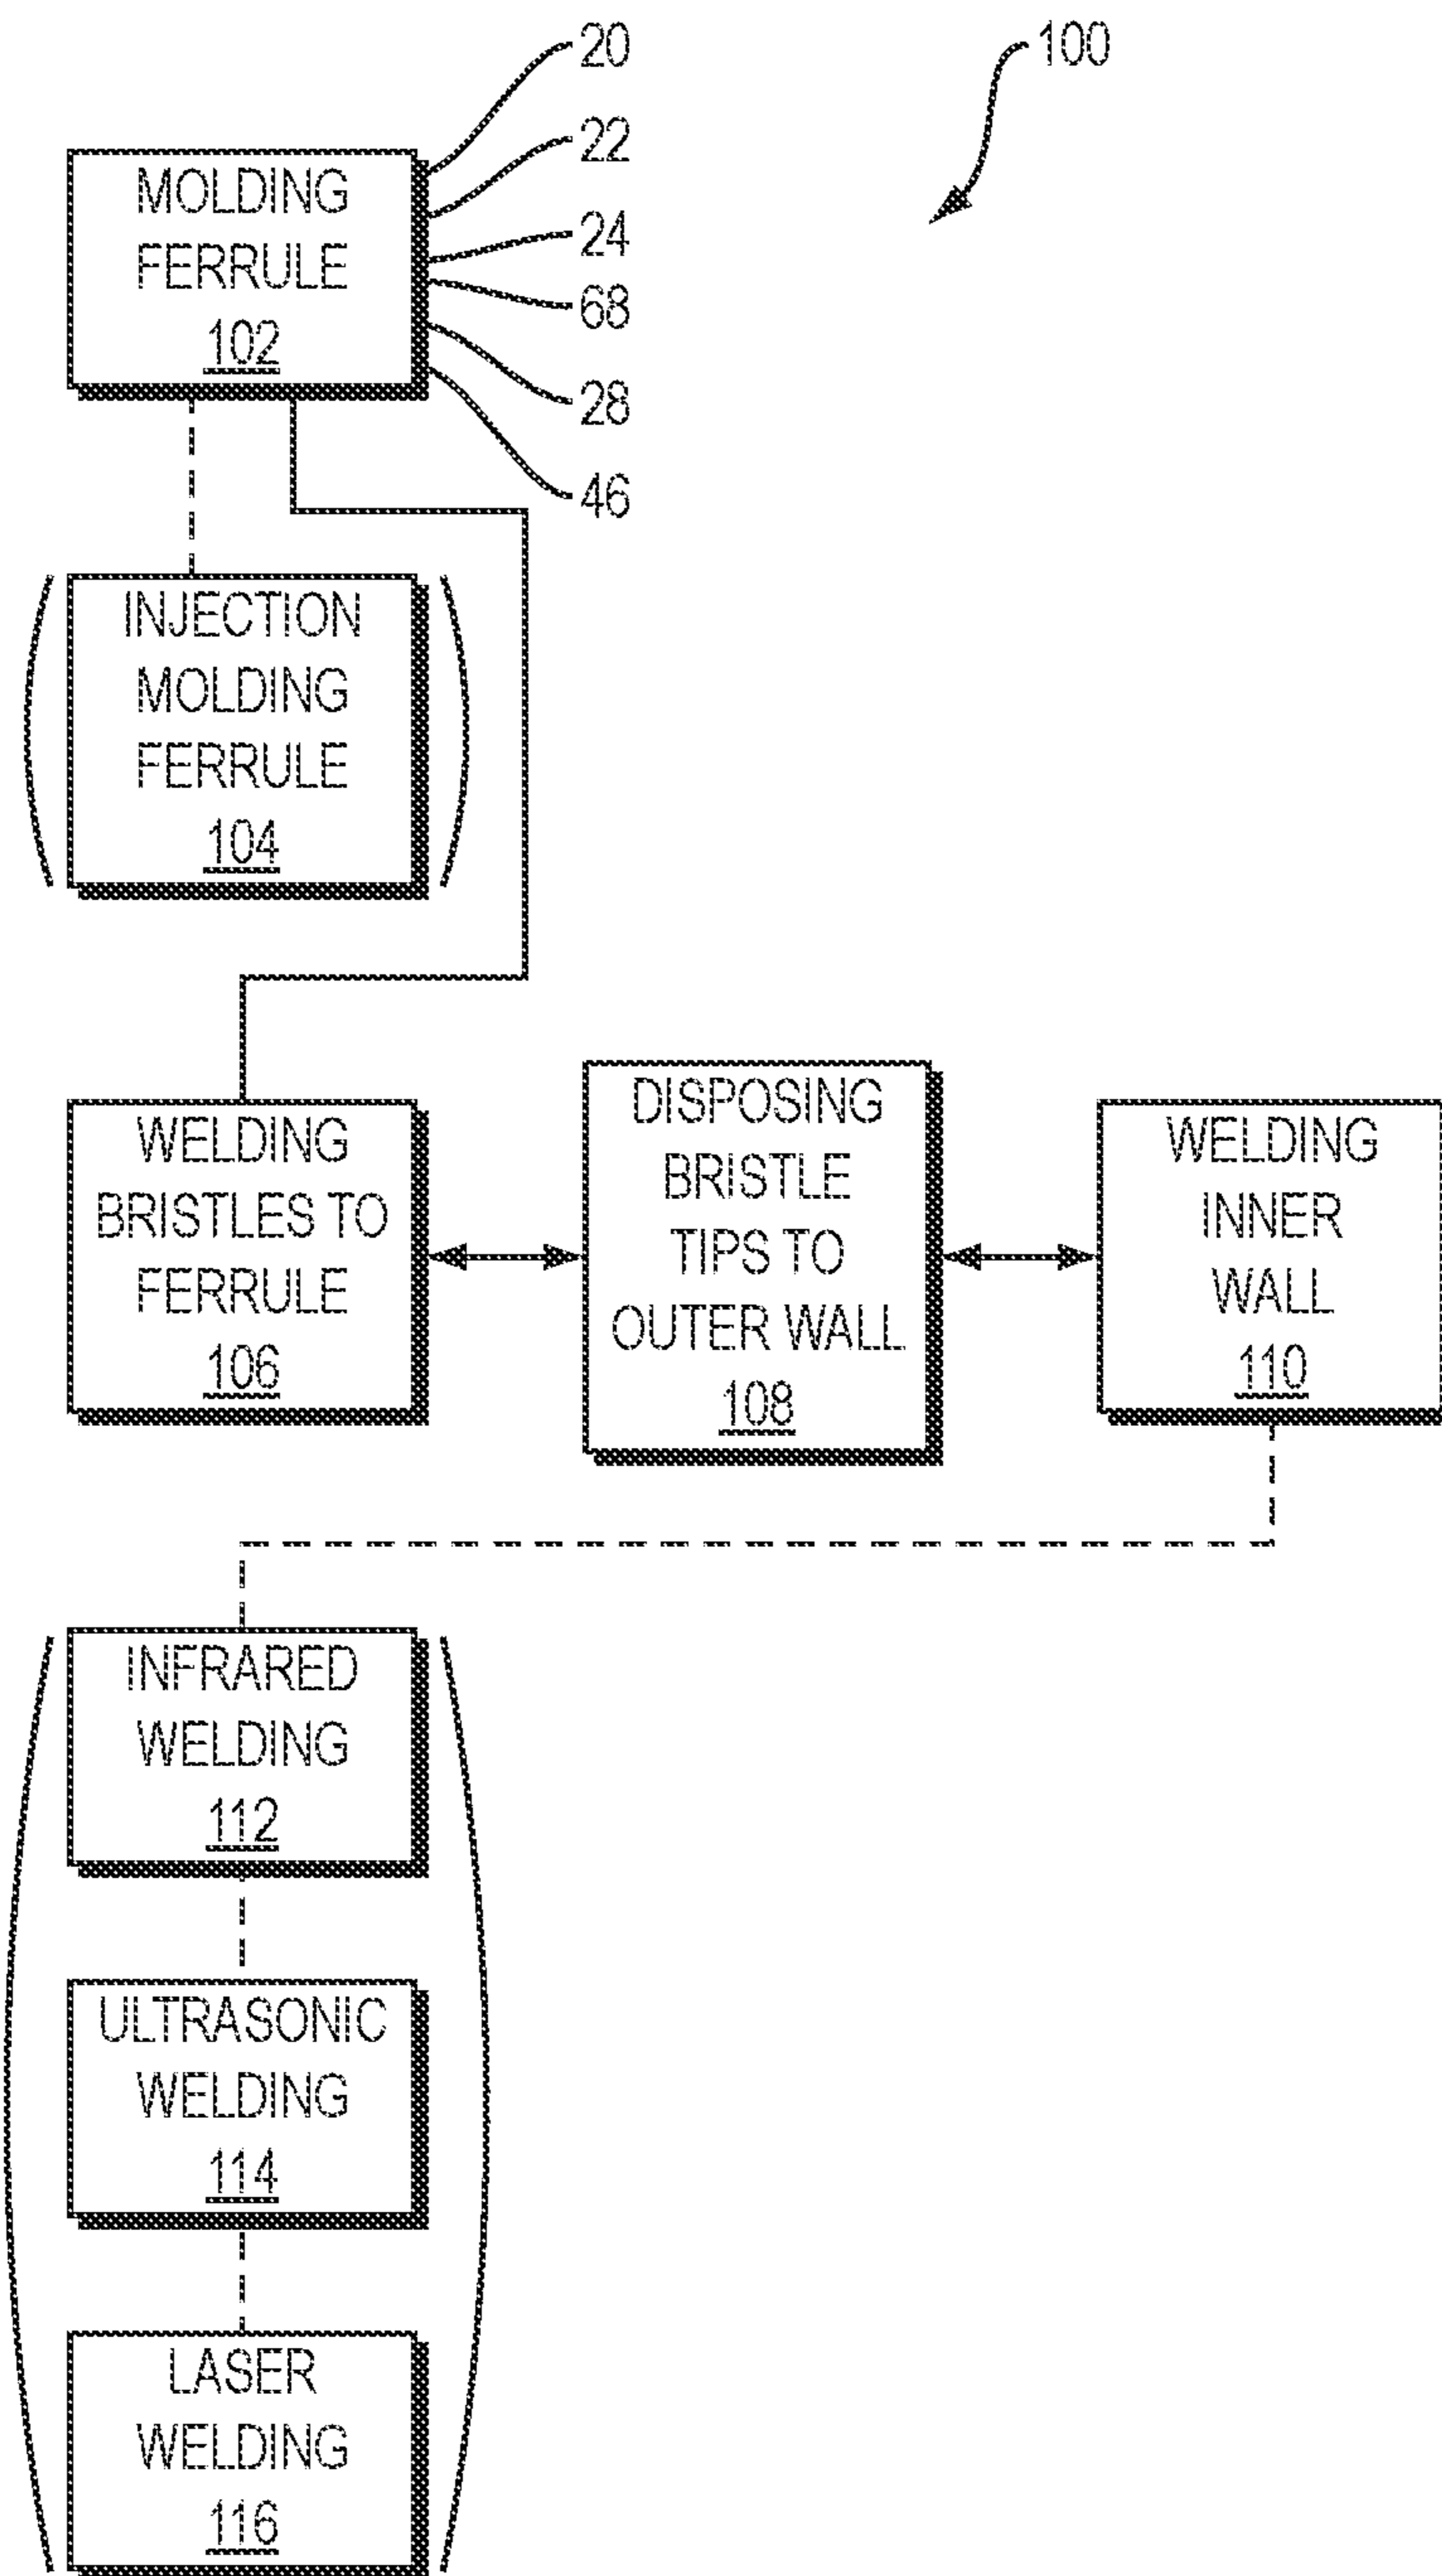 20
100
22
MOLDING
FERRULE
102
24
68
28
46
INJECTION
MOLDING
FERRULE
104
WELDING
BRISTLES TO
FERRULE
106
DISPOSING
BRISTLE
TIPS TO
OUTER WALL
108
WELDING
INNER
WALL
110
INFRARED
WELDING
112
ULTRASONIC
WELDING
114
LASER
WELDING
116